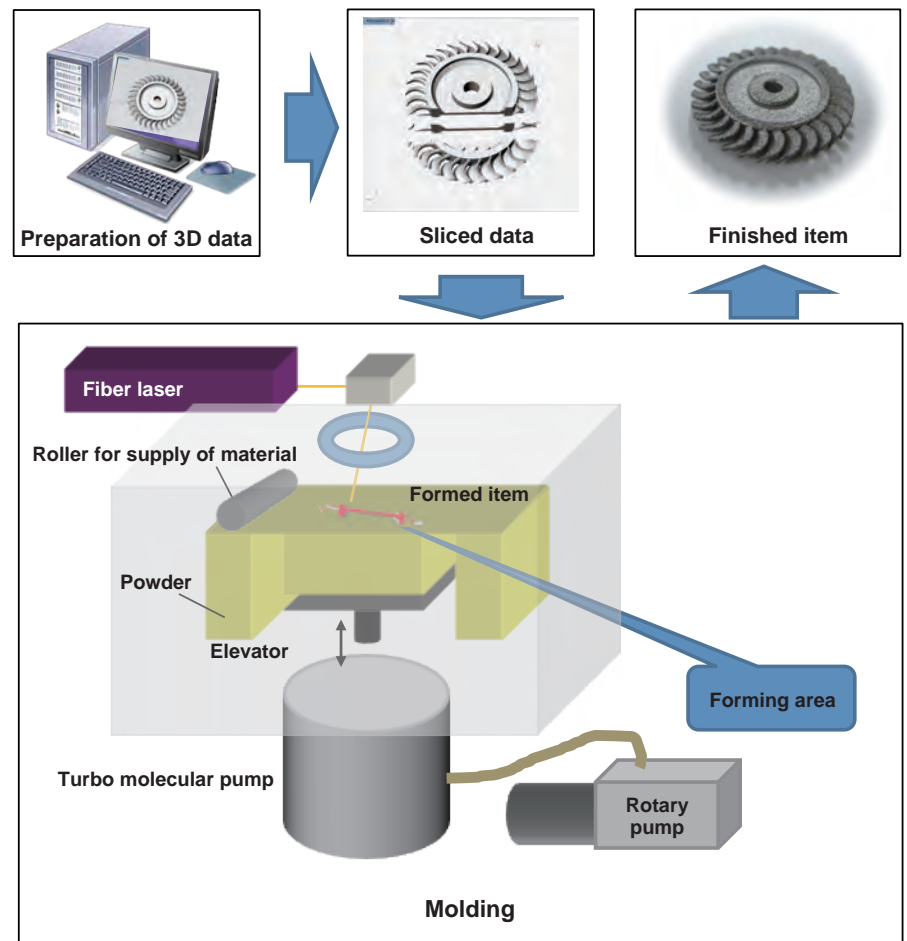 Preparation of 3D data
Sliced data
Finished item
Fiber laser
Roller for supply of material
Formed item
Powder
Elevator
Forming area
Turbo molecular pump
Rotary
pump
Molding